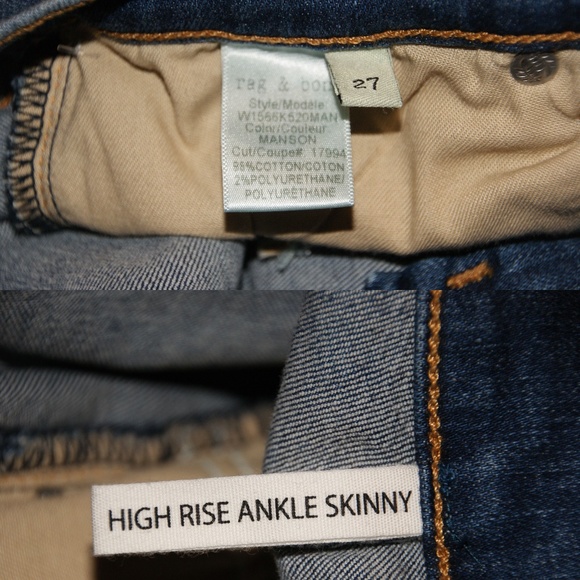 rag & bon
27
Style/Modèle
W1566K520MAN
Color/Couleur
MANSON
Cut/Coupe#: 17994
98%COTTON/COTON
2%POLYURETHANE/
POLYURÉTHANE
HIGH RISE ANKLE SKINNY